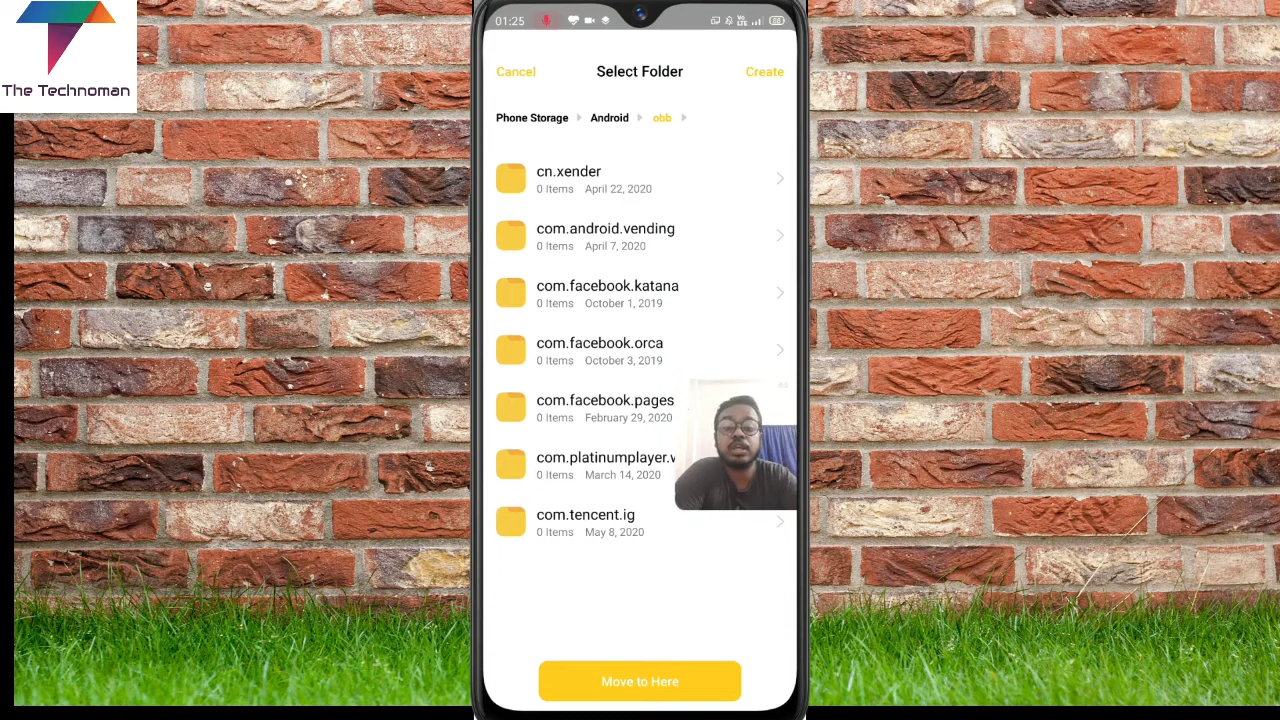 The Technoman
01:25
Vo
LTE
88
Cancel
Select Folder
Create
Phone Storage
Android
obb
cn.xender
0 Items April 22, 2020
com.android.vending
0 Items April 7, 2020
com.facebook.katana
0 Items October 1, 2019
com.facebook.orca
0 Items October 3, 2019
com.facebook.pages
0 Items February 29, 2020
com.platinumplayer.v
0 Items March 14, 2020
com.tencent.ig
0 Items May 8, 2020
Move to Here